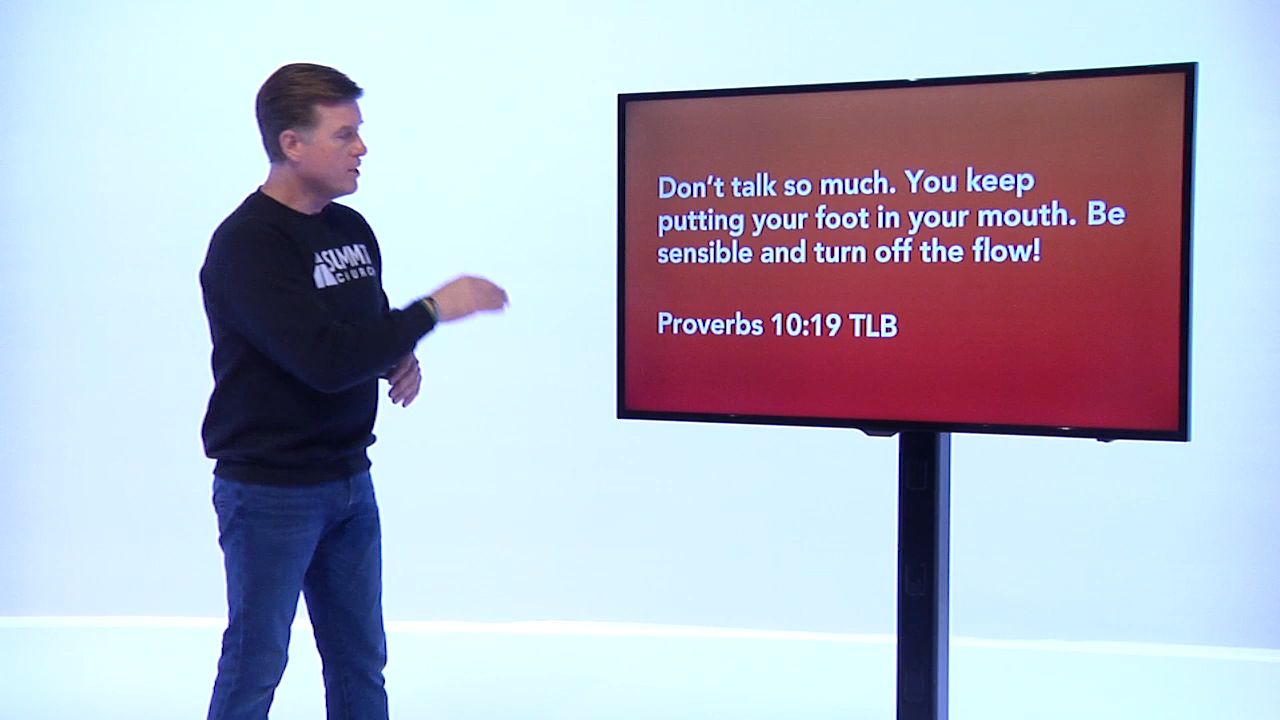 SUMMIT
CHURCH
Don't talk so much. You keep
putting your foot in your mouth. Be
sensible and turn off the flow!
Proverbs 10:19 TLB